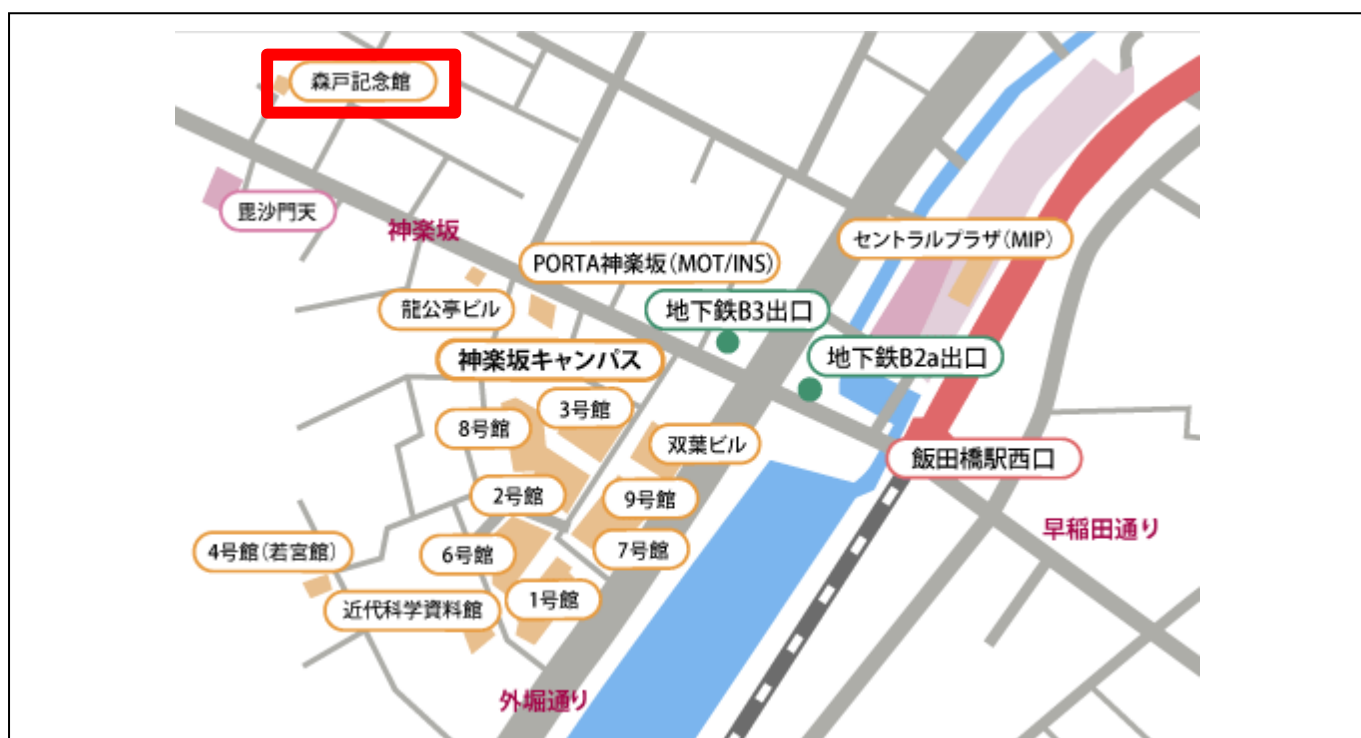 森戸記念館
毘沙門天
神楽坂
セントラルプラザ(MIP)
PORTA神楽坂(MOT/INS)
龍公亭ビル
地下鉄B3出口
神楽坂キャンパス
地下鉄B2a出口
3号館
8号館
双葉ビル
飯田橋駅西口
2号館
9号館
早稲田通り
4号館(若宮館)
6号館
7号館
近代科学資料館
1号館
外堀通り